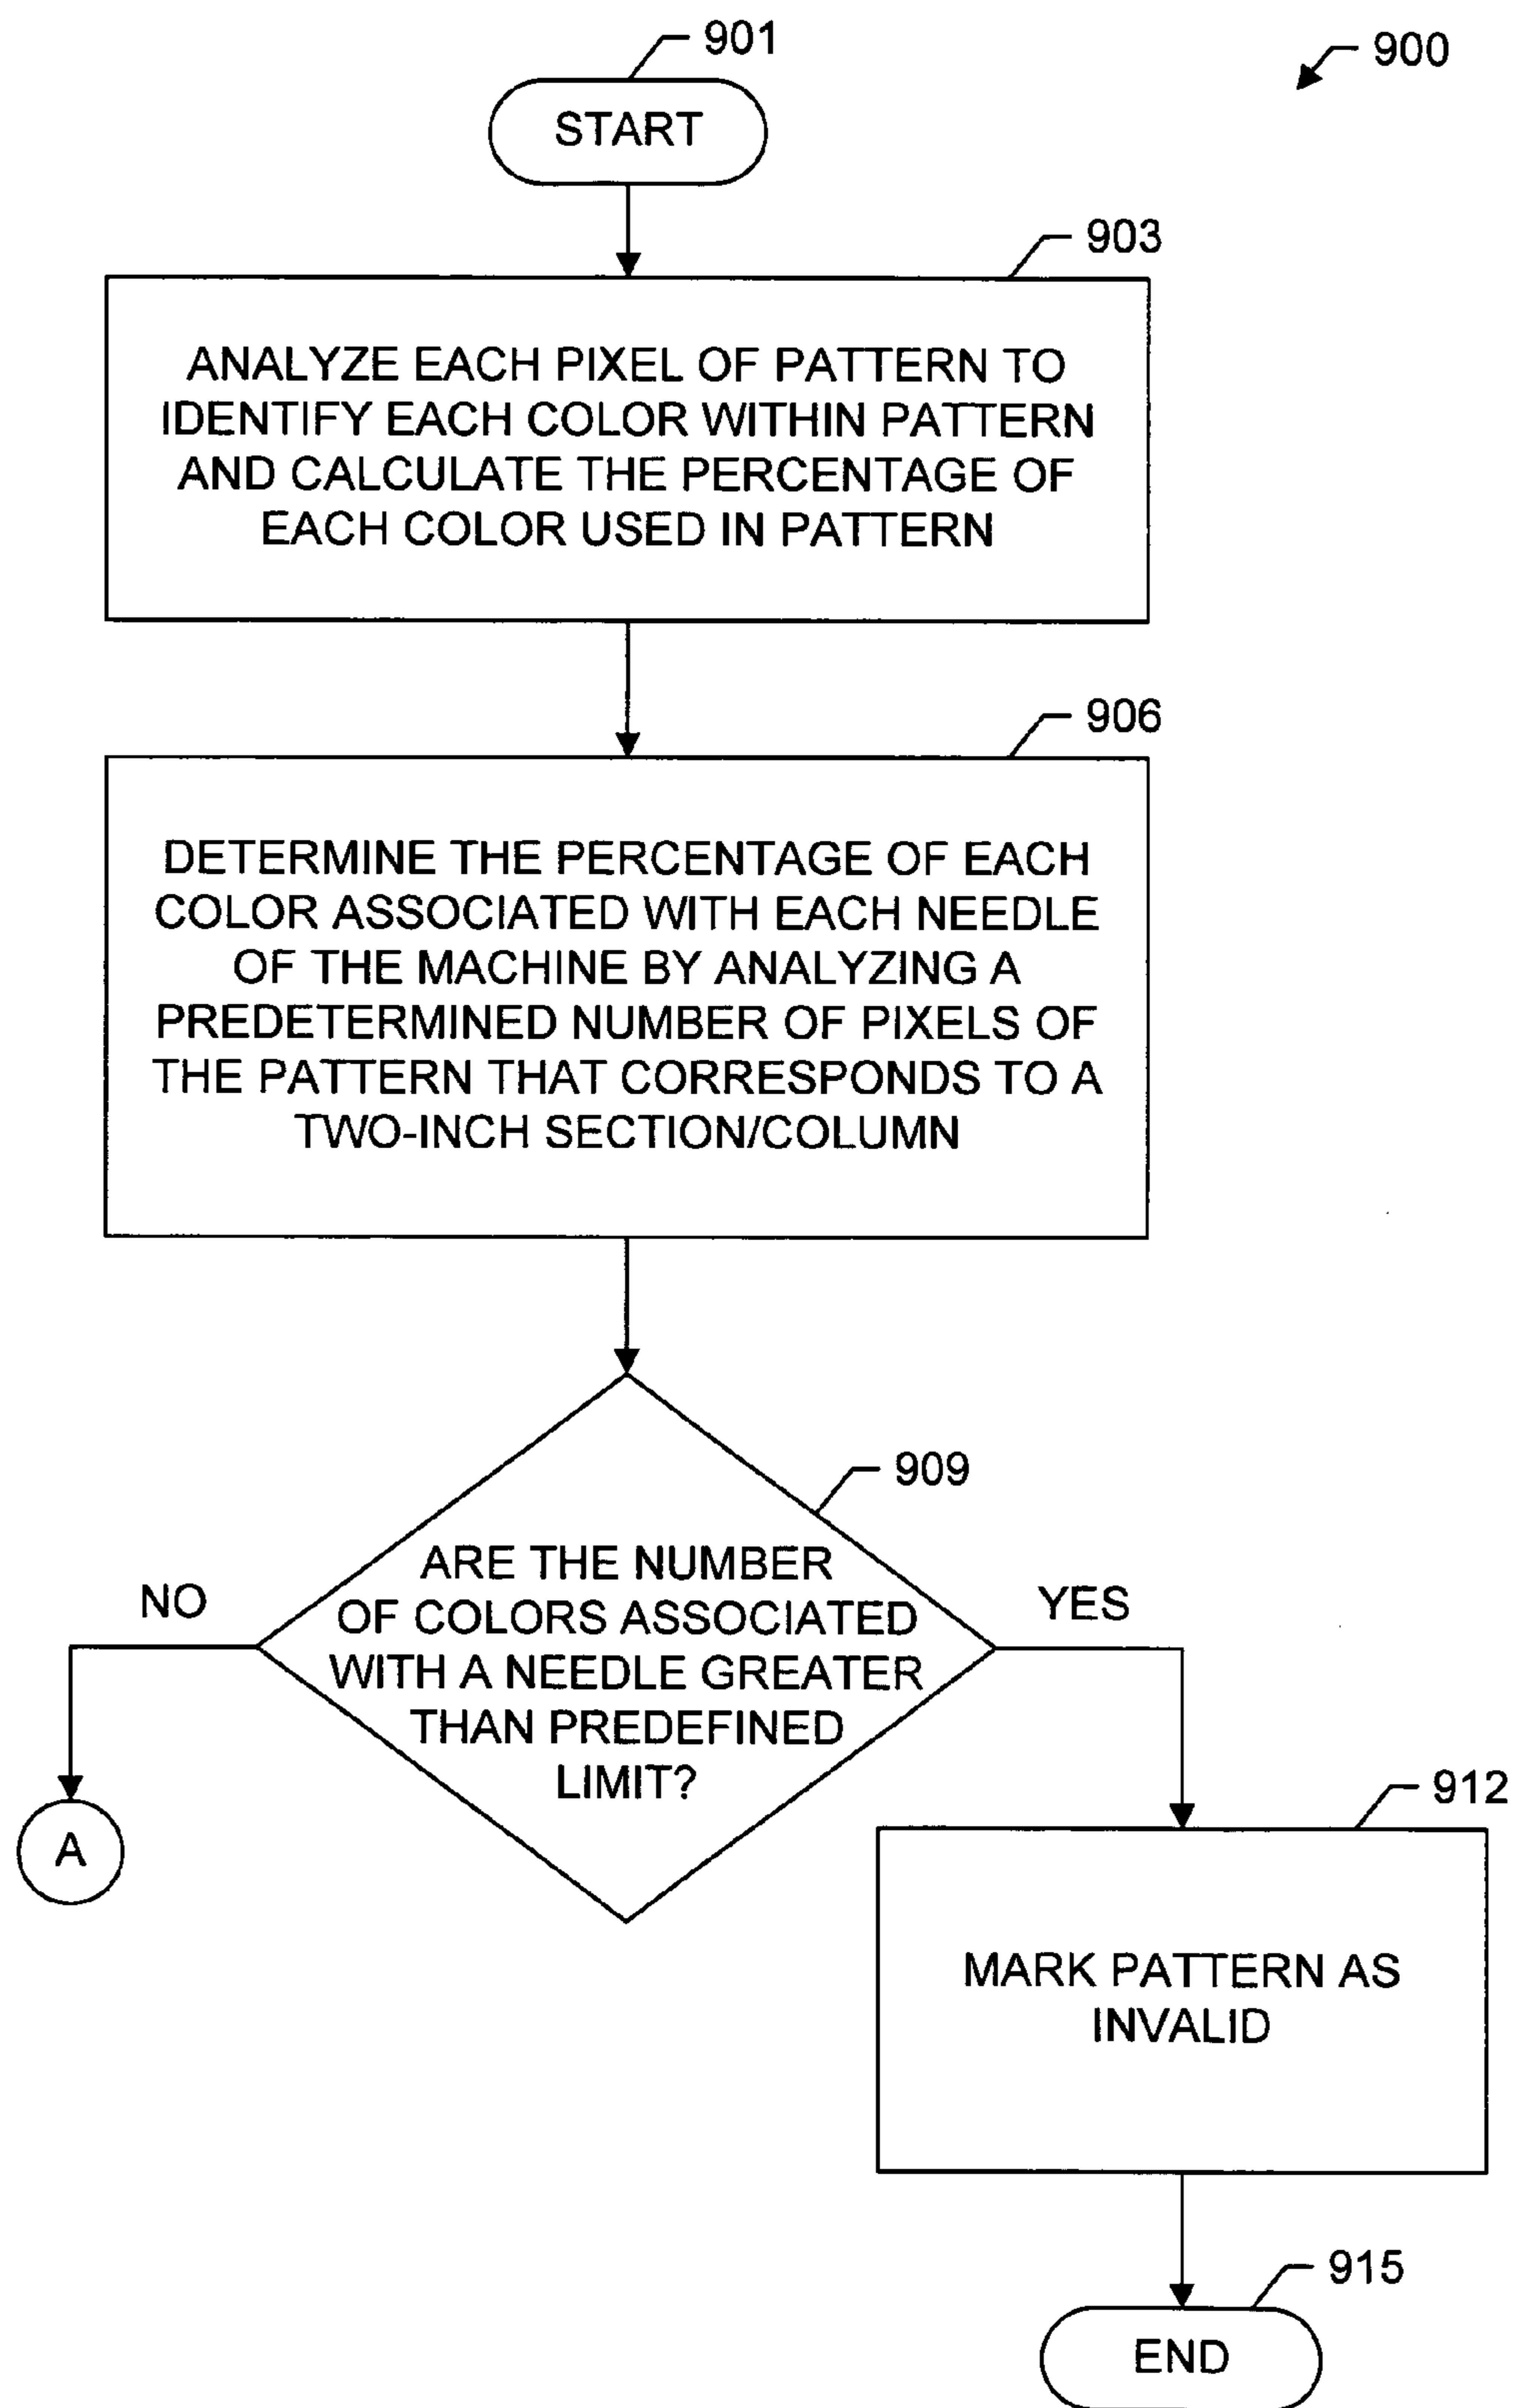 901
900
START
903
ANALYZE EACH PIXEL OF PATTERN TO
IDENTIFY EACH COLOR WITHIN PATTERN
AND CALCULATE THE PERCENTAGE OF
EACH COLOR USED IN PATTERN
906
DETERMINE THE PERCENTAGE OF EACH
COLOR ASSOCIATED WITH EACH NEEDLE
OF THE MACHINE BY ANALYZING A
PREDETERMINED NUMBER OF PIXELS OF
THE PATTERN THAT CORRESPONDS TO A
TWO-INCH SECTION/COLUMN
909
ARE THE NUMBER
OF COLORS ASSOCIATED
WITH A NEEDLE GREATER
THAN PREDEFINED
LIMIT?
NO
YES
A
912
MARK PATTERN AS
INVALID
915
END